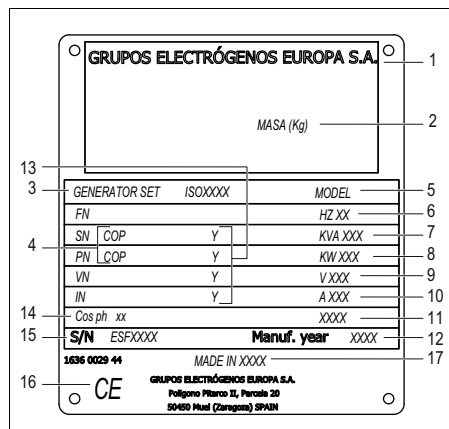 GRUPOS ELECTRÓGENOS EUROPA S.A. 1
MASA (Kg) 2
13
3 GENERATOR SET ISOXXXX MODEL 5
FN HZ XX 6
4 SN COP Y KVA XXX 7
PN COP Y KW XXX 8
VN Y V XXX 9
IN Y A XXX 10
14 Cos ph xx XXXX 11
15 S/N ESFXXXX Manuf. year XXXX 12
1636 0029 44 MADE IN XXXX 17
16 CE GRUPOS ELECTRÓGENOS EUROPA S.A.
Polígono Pitarco II, Parcela 20
50450 Muel (Zaragoza) SPAIN